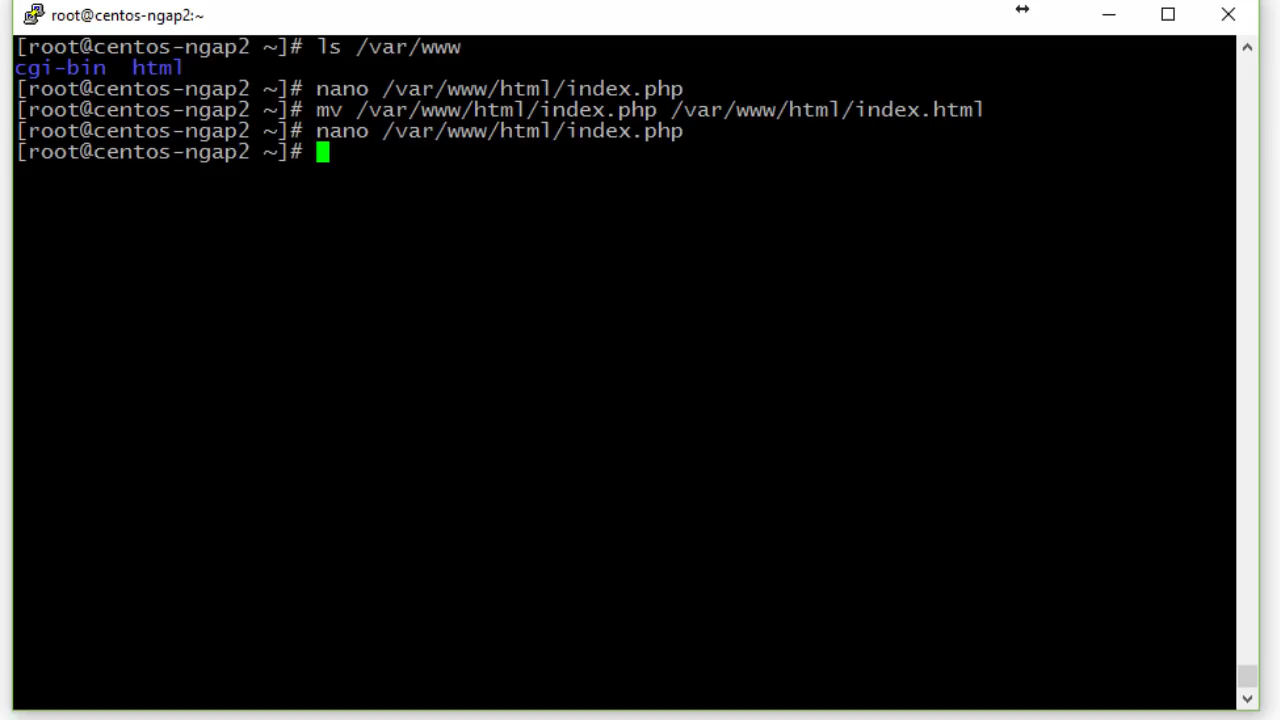 root@centos-ngap2:~
[root@centos-ngap2 ~]# ls /var/www
cgi-bin  html
[root@centos-ngap2 ~]# nano /var/www/html/index.php
[root@centos-ngap2 ~]# mv /var/www/html/index.php /var/www/html/index.html
[root@centos-ngap2 ~]# nano /var/www/html/index.php
[root@centos-ngap2 ~]#